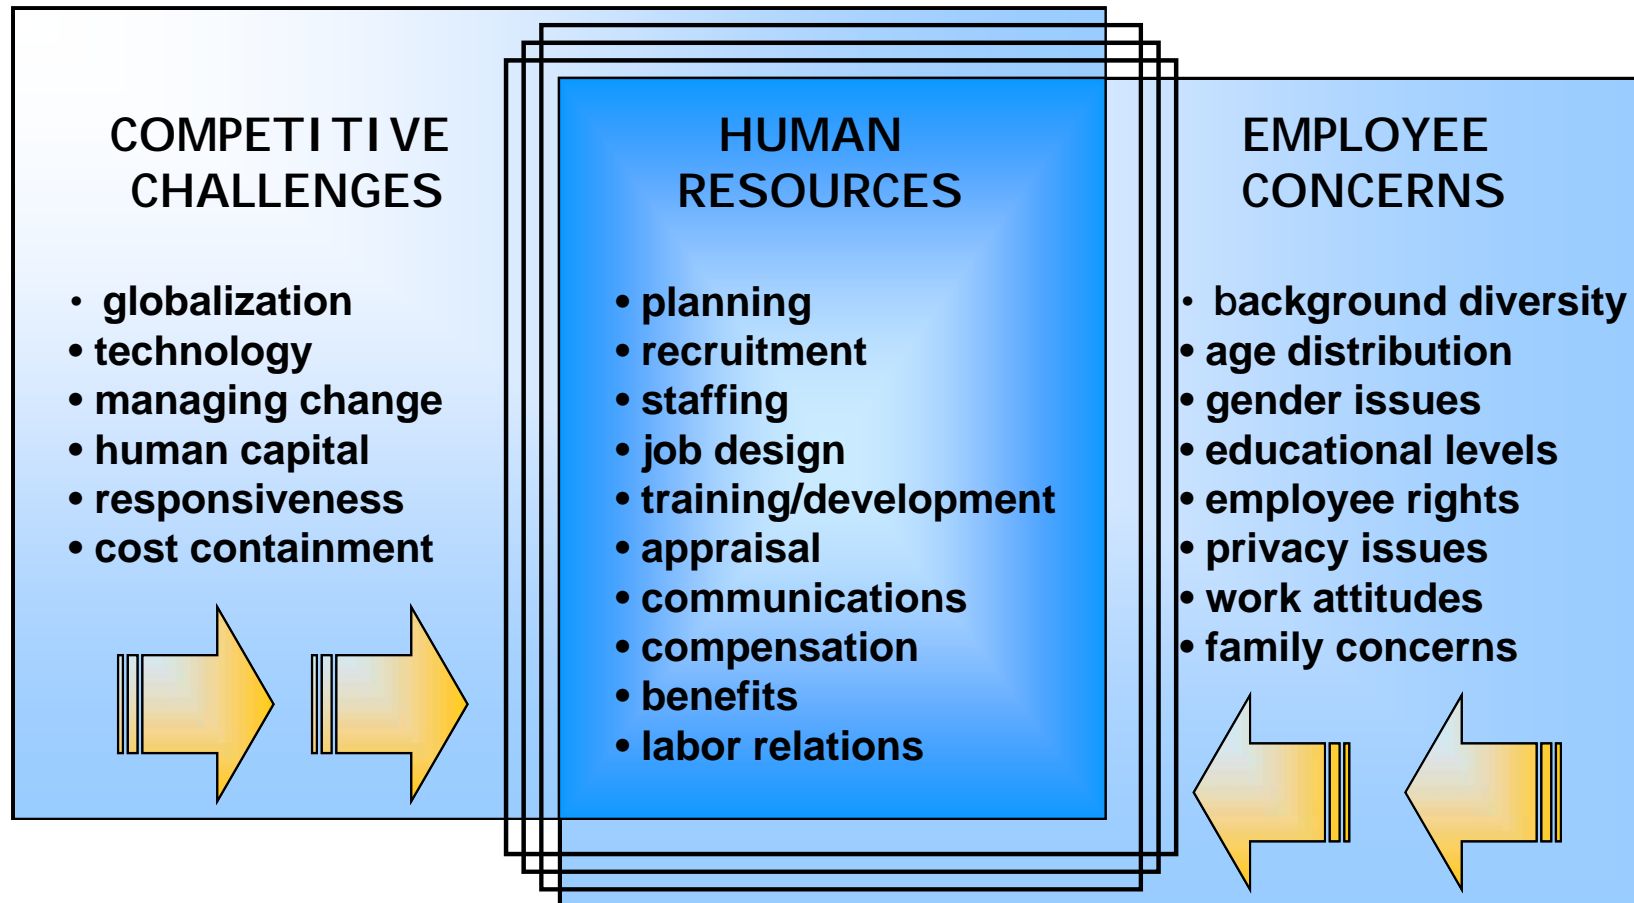 COMPETITIVE
CHALLENGES
• globalization
• technology
• managing change
• human capital
• responsiveness
• cost containment
HUMAN
RESOURCES
• planning
• recruitment
• staffing
• job design
• training/development
• appraisal
• communications
• compensation
• benefits
• labor relations
EMPLOYEE
CONCERNS
• background diversity
• age distribution
• gender issues
• educational levels
• employee rights
• privacy issues
• work attitudes
• family concerns